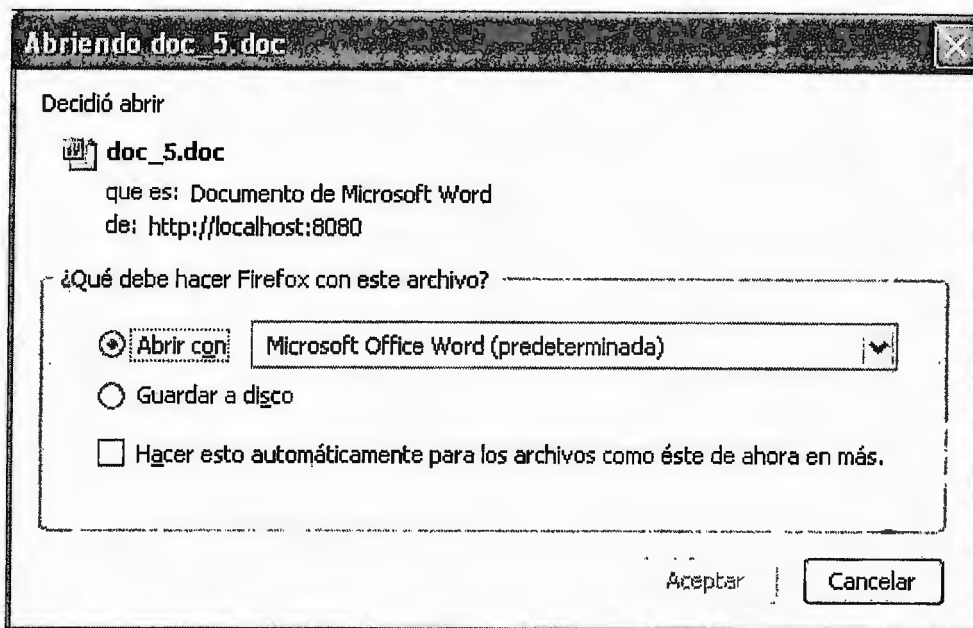 Abriendo doc_5.doc
Decidió abrir
doc_5.doc
que es: Documento de Microsoft Word
de: http://localhost:8080
¿Qué debe hacer Firefox con este archivo?
Abrir con Microsoft Office Word (predeterminada)
Guardar a disco
Hacer esto automáticamente para los archivos como éste de ahora en más.
Aceptar Cancelar